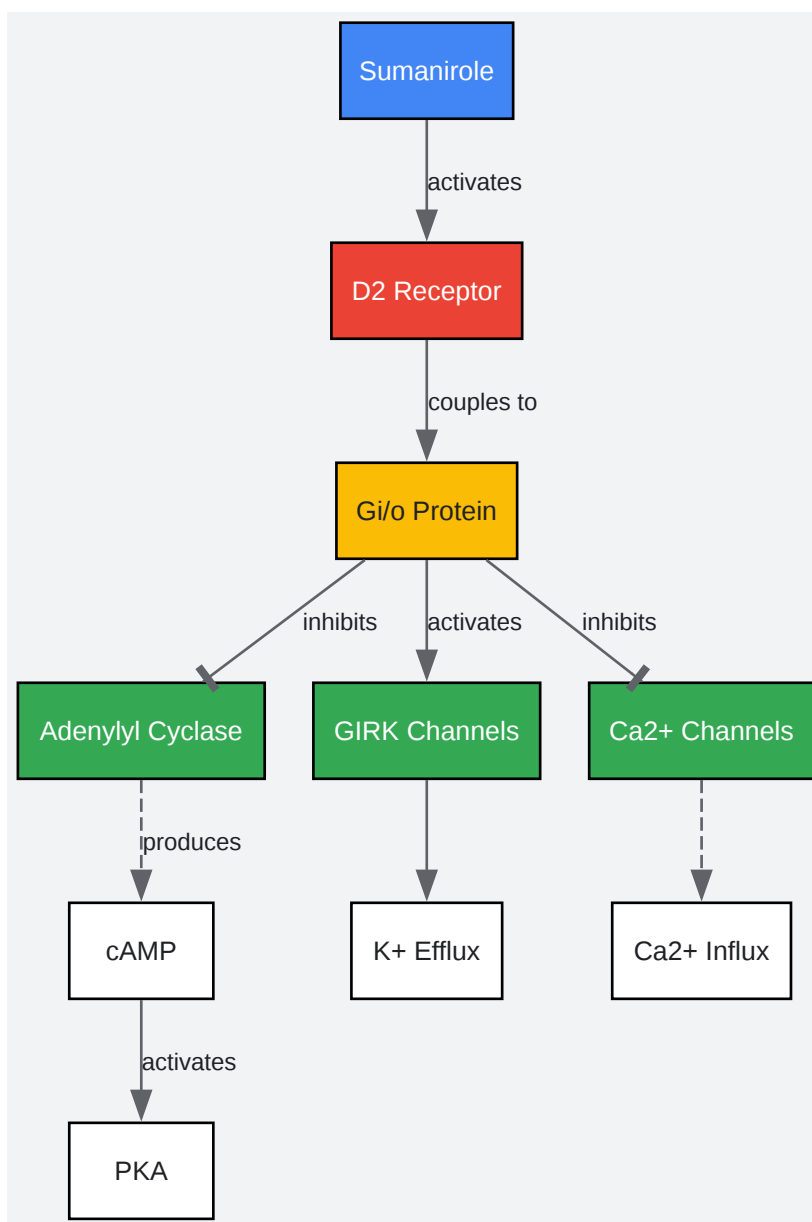 Sumanirole
activates
D2 Receptor
couples to
Gi/o Protein
inhibits
activates
inhibits
Adenylyl Cyclase
GIRK Channels
Ca2+ Channels
produces
cAMP
K+ Efflux
Ca2+ Influx
activates
PKA